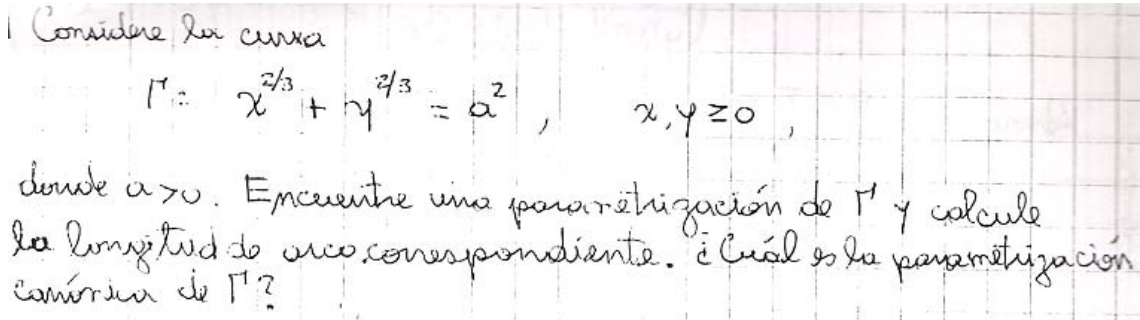 Considere la curva
Γ: x^{2/3} + y^{2/3} = a^2, x, y ≥ 0,
donde a>0. Encuentre una parametrización de Γ y calcule
la longitud de arco correspondiente. ¿Cuál es la parametrización
canónica de Γ?